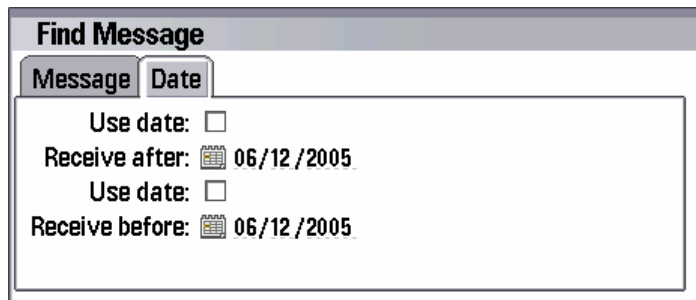 Find Message
Message Date
Use date:
Receive after: 06/12/2005
Use date:
Receive before: 06/12/2005